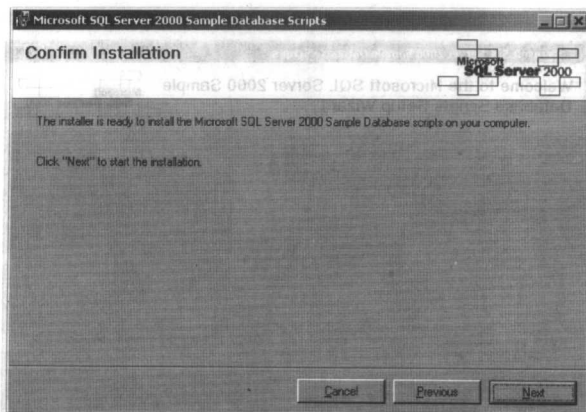 Microsoft SQL Server 2000 Sample Database Scripts
Confirm Installation
Microsoft
SQL Server 2000
The installer is ready to install the Microsoft SQL Server 2000 Sample Database scripts on your computer.
Click "Next" to start the installation.
Cancel
Previous
Next